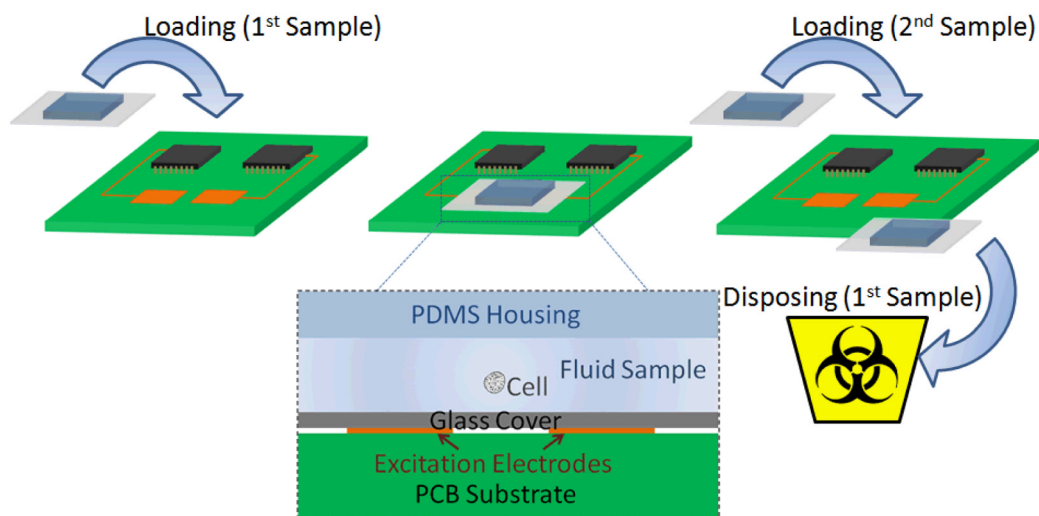 Loading (1st Sample)
Loading (2nd Sample)
Disposing (1st Sample)
PDMS Housing
Fluid Sample
Cell
Glass Cover
Excitation Electrodes
PCB Substrate